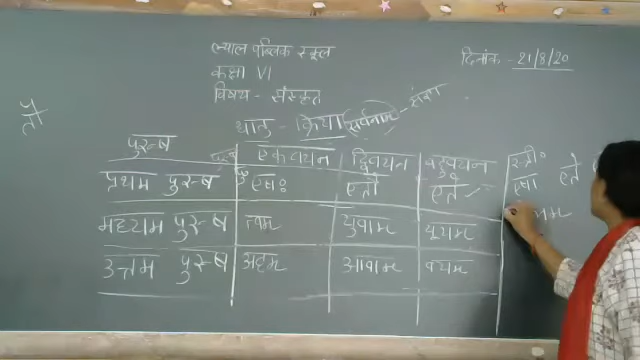 ल्याल पब्लिक स्कूल
दिनांक- 21/8/20
कक्षा VI
विषय - संस्कृत
धातु - क्रिया (सर्वनाम) - संज्ञा
तौ
पुरुष एकवचन द्विवचन बहुवचन स्त्री०
प्रथम पुरुष एषः एतौ एते एषा एते
मध्यम पुरुष त्वम युवाम यूयम
उत्तम पुरुष अहम आवाम वयम